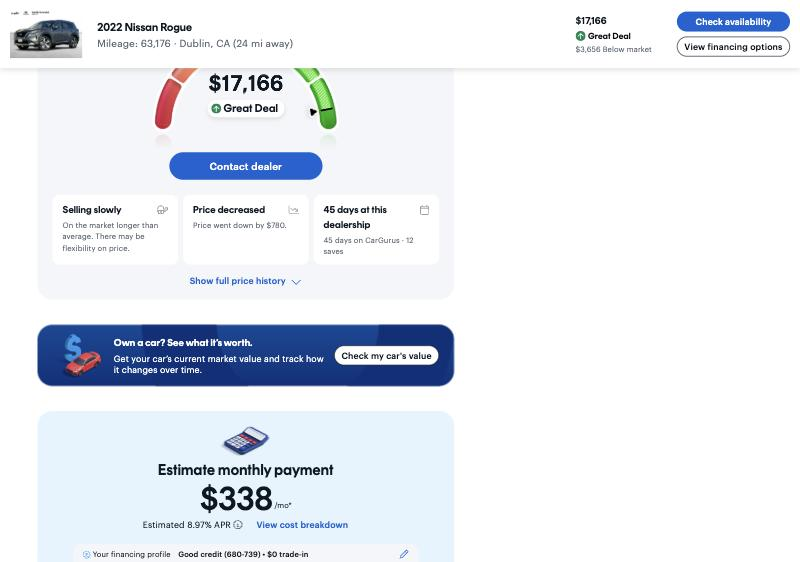 2022 Nissan Rogue
Mileage: 63,176 · Dublin, CA (24 mi away)
$17,166
Great Deal
$3,656 Below market
Check availability
View financing options
$17,166
Great Deal
Contact dealer
Selling slowly
On the market longer than
average. There may be
flexibility on price.
Price decreased
Price went down by $780.
45 days at this
dealership
45 days on CarGurus · 12
saves
Show full price history
Own a car? See what it's worth.
Get your car's current market value and track how
it changes over time.
Check my car's value
Estimate monthly payment
$338/mo*
Estimated 8.97% APR
View cost breakdown
Your financing profile Good credit (680-739) • $0 trade-in